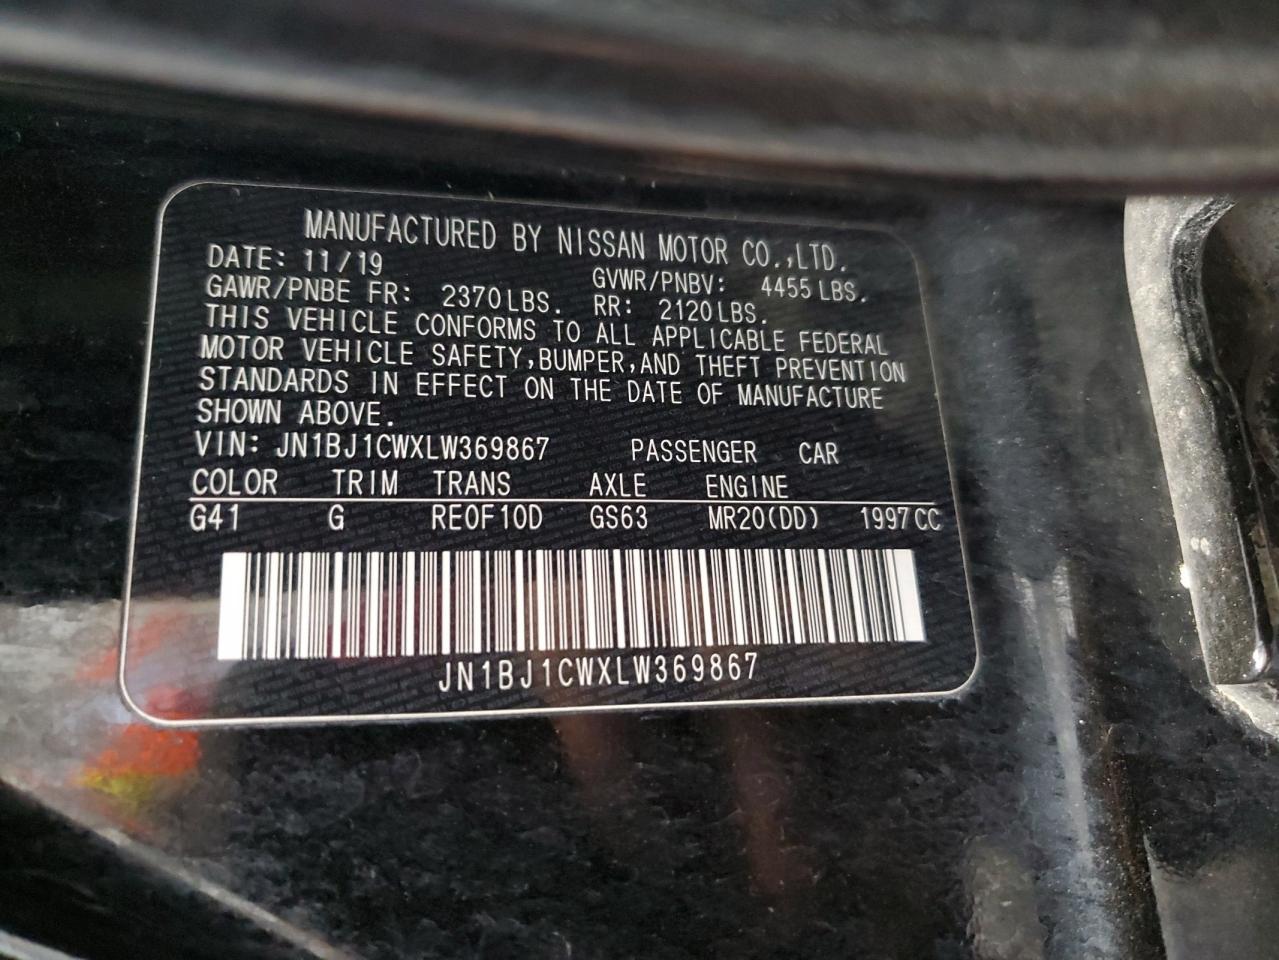 MANUFACTURED BY NISSAN MOTOR CO.,LTD.
DATE: 11/19 GVWR/PNBV: 4455 LBS.
GAWR/PNBE FR: 2370 LBS. RR: 2120 LBS.
THIS VEHICLE CONFORMS TO ALL APPLICABLE FEDERAL
MOTOR VEHICLE SAFETY,BUMPER,AND THEFT PREVENTION
STANDARDS IN EFFECT ON THE DATE OF MANUFACTURE
SHOWN ABOVE.
VIN: JN1BJ1CWXLW369867 PASSENGER CAR
COLOR TRIM TRANS AXLE ENGINE
G41 G RE0F10D GS63 MR20(DD) 1997 CC
JN1BJ1CWXLW369867